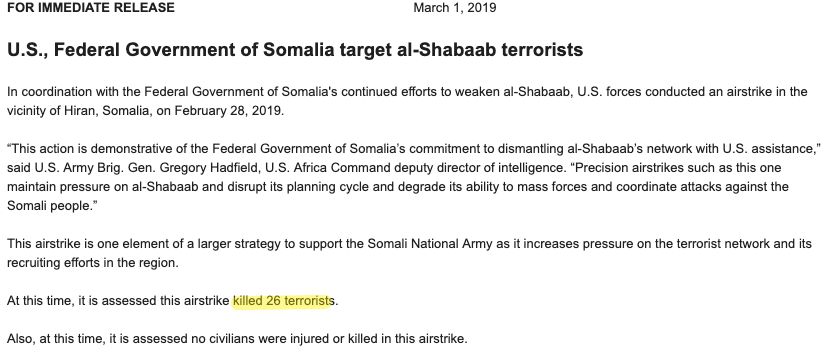 FOR IMMEDIATE RELEASE March 1, 2019
U.S., Federal Government of Somalia target al-Shabaab terrorists
In coordination with the Federal Government of Somalia's continued efforts to weaken al-Shabaab, U.S. forces conducted an airstrike in the
vicinity of Hiran, Somalia, on February 28, 2019.
“This action is demonstrative of the Federal Government of Somalia’s commitment to dismantling al-Shabaab’s network with U.S. assistance,”
said U.S. Army Brig. Gen. Gregory Hadfield, U.S. Africa Command deputy director of intelligence. “Precision airstrikes such as this one
maintain pressure on al-Shabaab and disrupt its planning cycle and degrade its ability to mass forces and coordinate attacks against the
Somali people.”
This airstrike is one element of a larger strategy to support the Somali National Army as it increases pressure on the terrorist network and its
recruiting efforts in the region.
At this time, it is assessed this airstrike killed 26 terrorists.
Also, at this time, it is assessed no civilians were injured or killed in this airstrike.